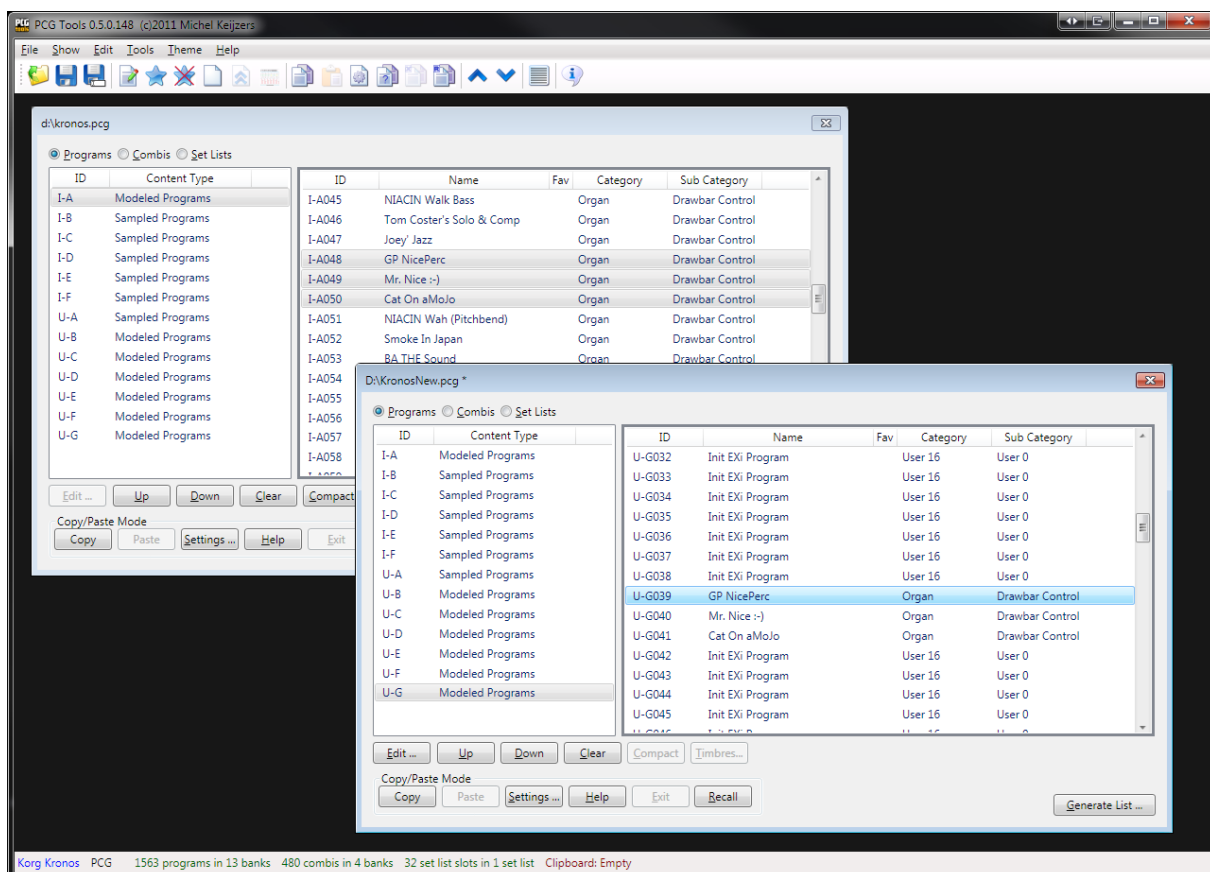 PCG Tools 0.5.0.148 (c)2011 Michel Keijzers
File Show Edit Tools Theme Help
d:\kronos.pcg
Programs Combis Set Lists
ID Content Type
I-A Modeled Programs
I-B Sampled Programs
I-C Sampled Programs
I-D Sampled Programs
I-E Sampled Programs
I-F Sampled Programs
U-A Sampled Programs
U-B Modeled Programs
U-C Modeled Programs
U-D Modeled Programs
U-E Modeled Programs
U-F Modeled Programs
U-G Modeled Programs
ID Name Fav Category Sub Category
I-A045 NIACIN Walk Bass Organ Drawbar Control
I-A046 Tom Coster's Solo & Comp Organ Drawbar Control
I-A047 Joey' Jazz Organ Drawbar Control
I-A048 GP NicePerc Organ Drawbar Control
I-A049 Mr. Nice :-) Organ Drawbar Control
I-A050 Cat On aMoJo Organ Drawbar Control
I-A051 NIACIN Wah (Pitchbend) Organ Drawbar Control
I-A052 Smoke In Japan Organ Drawbar Control
I-A053 BA THE Sound Organ Drawbar Control
I-A054
I-A055
I-A056
I-A057
I-A058
Edit ... Up Down Clear Compact
Copy/Paste Mode
Copy Paste Settings ... Help Exit
D:\KronosNew.pcg *
Programs Combis Set Lists
ID Content Type
I-A Modeled Programs
I-B Sampled Programs
I-C Sampled Programs
I-D Sampled Programs
I-E Sampled Programs
I-F Sampled Programs
U-A Sampled Programs
U-B Modeled Programs
U-C Modeled Programs
U-D Modeled Programs
U-E Modeled Programs
U-F Modeled Programs
U-G Modeled Programs
ID Name Fav Category Sub Category
U-G032 Init EXi Program User 16 User 0
U-G033 Init EXi Program User 16 User 0
U-G034 Init EXi Program User 16 User 0
U-G035 Init EXi Program User 16 User 0
U-G036 Init EXi Program User 16 User 0
U-G037 Init EXi Program User 16 User 0
U-G038 Init EXi Program User 16 User 0
U-G039 GP NicePerc Organ Drawbar Control
U-G040 Mr. Nice :-) Organ Drawbar Control
U-G041 Cat On aMoJo Organ Drawbar Control
U-G042 Init EXi Program User 16 User 0
U-G043 Init EXi Program User 16 User 0
U-G044 Init EXi Program User 16 User 0
U-G045 Init EXi Program User 16 User 0
Edit ... Up Down Clear Compact Timbres...
Copy/Paste Mode
Copy Paste Settings ... Help Exit Recall
Generate List ...
Korg Kronos PCG 1563 programs in 13 banks 480 combis in 4 banks 32 set list slots in 1 set list Clipboard: Empty